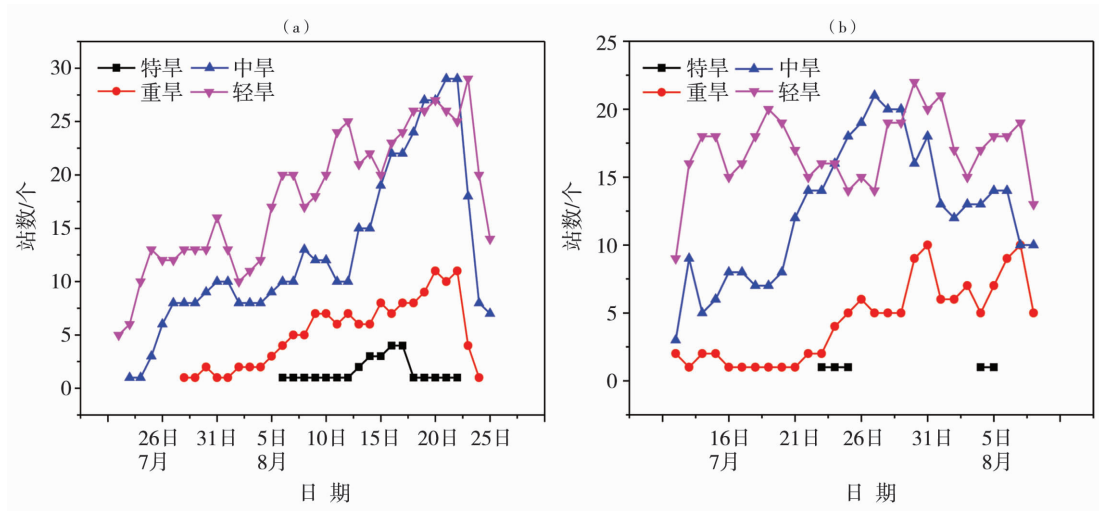 (a)
站数/个
30
25
20
15
10
5
0
特旱 中旱
重旱 轻旱
26日 31日 5日 10日 15日 20日 25日
7月 8月
日 期
(b)
站数/个
25
20
15
10
5
0
特旱 中旱
重旱 轻旱
16日 21日 26日 31日 5日
7月 8月
日 期